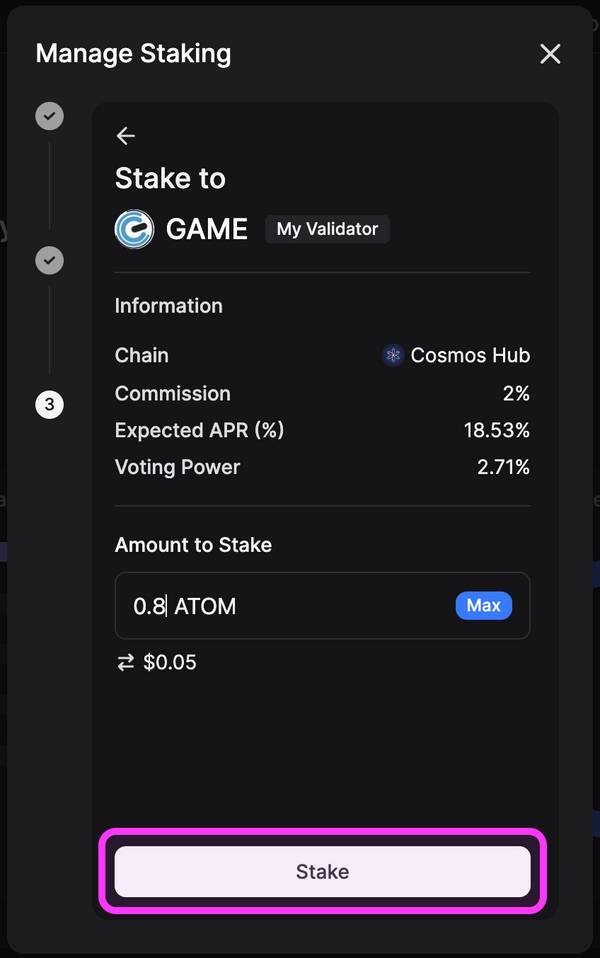 Manage Staking
Stake to
GAME My Validator
Information
Chain Cosmos Hub
Commission 2%
Expected APR (%) 18.53%
Voting Power 2.71%
3
Amount to Stake
0.8 ATOM Max
$0.05
Stake